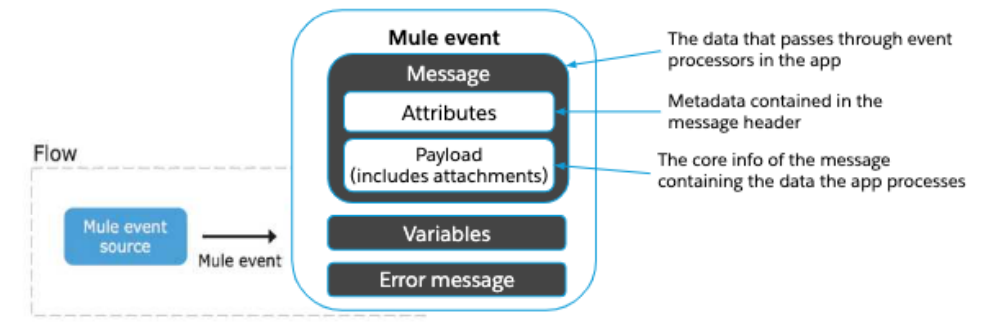 Mule event
Message
Attributes
Payload
(includes attachments)
Variables
Error message
The data that passes through event
processors in the app
Metadata contained in the
message header
The core info of the message
containing the data the app processes
Flow
Mule event
source
Mule event